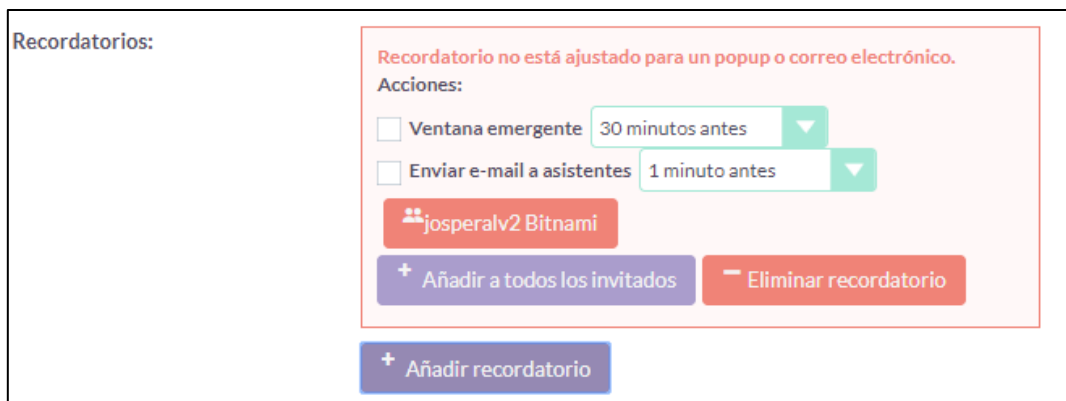 Recordatorios:
Recordatorio no está ajustado para un popup o correo electrónico.
Acciones:
Ventana emergente 30 minutos antes
Enviar e-mail a asistentes 1 minuto antes
josperalv2 Bitnami
+ Añadir a todos los invitados − Eliminar recordatorio
+ Añadir recordatorio